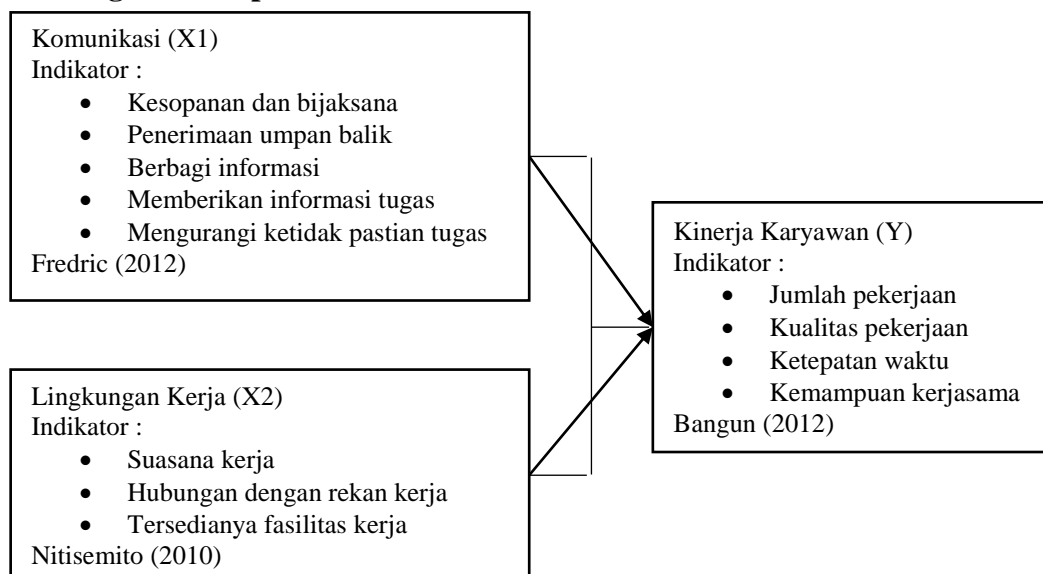 Komunikasi (X1)
Indikator :
• Kesopanan dan bijaksana
• Penerimaan umpan balik
• Berbagi informasi
• Memberikan informasi tugas
• Mengurangi ketidak pastian tugas
Fredric (2012)
Lingkungan Kerja (X2)
Indikator :
• Suasana kerja
• Hubungan dengan rekan kerja
• Tersedianya fasilitas kerja
Nitisemito (2010)
Kinerja Karyawan (Y)
Indikator :
• Jumlah pekerjaan
• Kualitas pekerjaan
• Ketepatan waktu
• Kemampuan kerjasama
Bangun (2012)